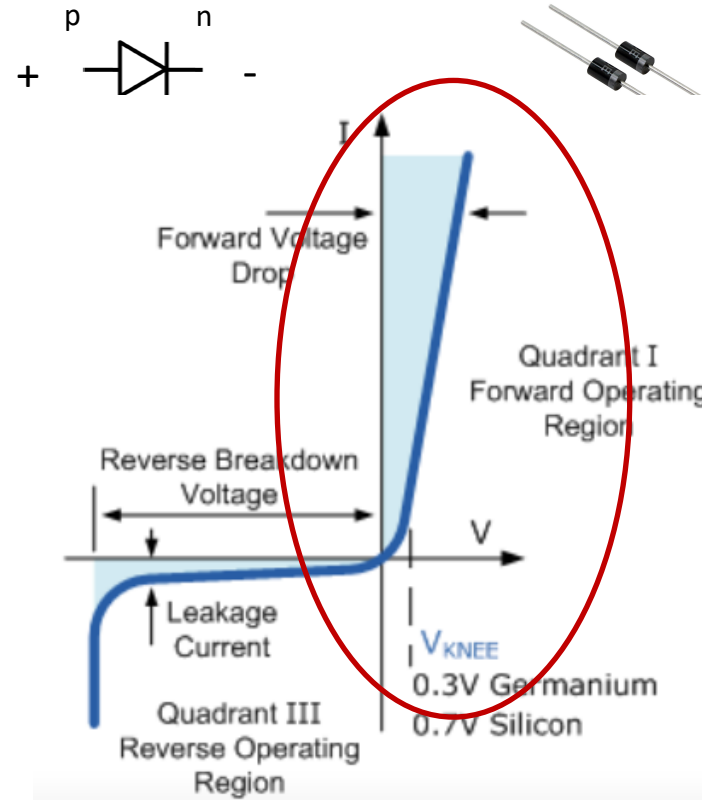 p
n
+
-
I
Forward Voltage
Drop
Quadrant I
Forward Operating
Region
Reverse Breakdown
Voltage
V
Leakage
Current
VKNEE
0.3V Germanium
0.7V Silicon
Quadrant III
Reverse Operating
Region